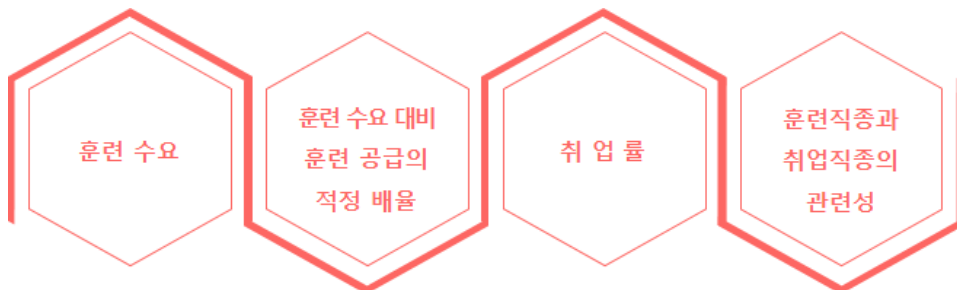 훈련 수요
훈련 수요 대비
훈련 공급의
적정 배율
취 업 률
훈련직종과
취업직종의
관련성